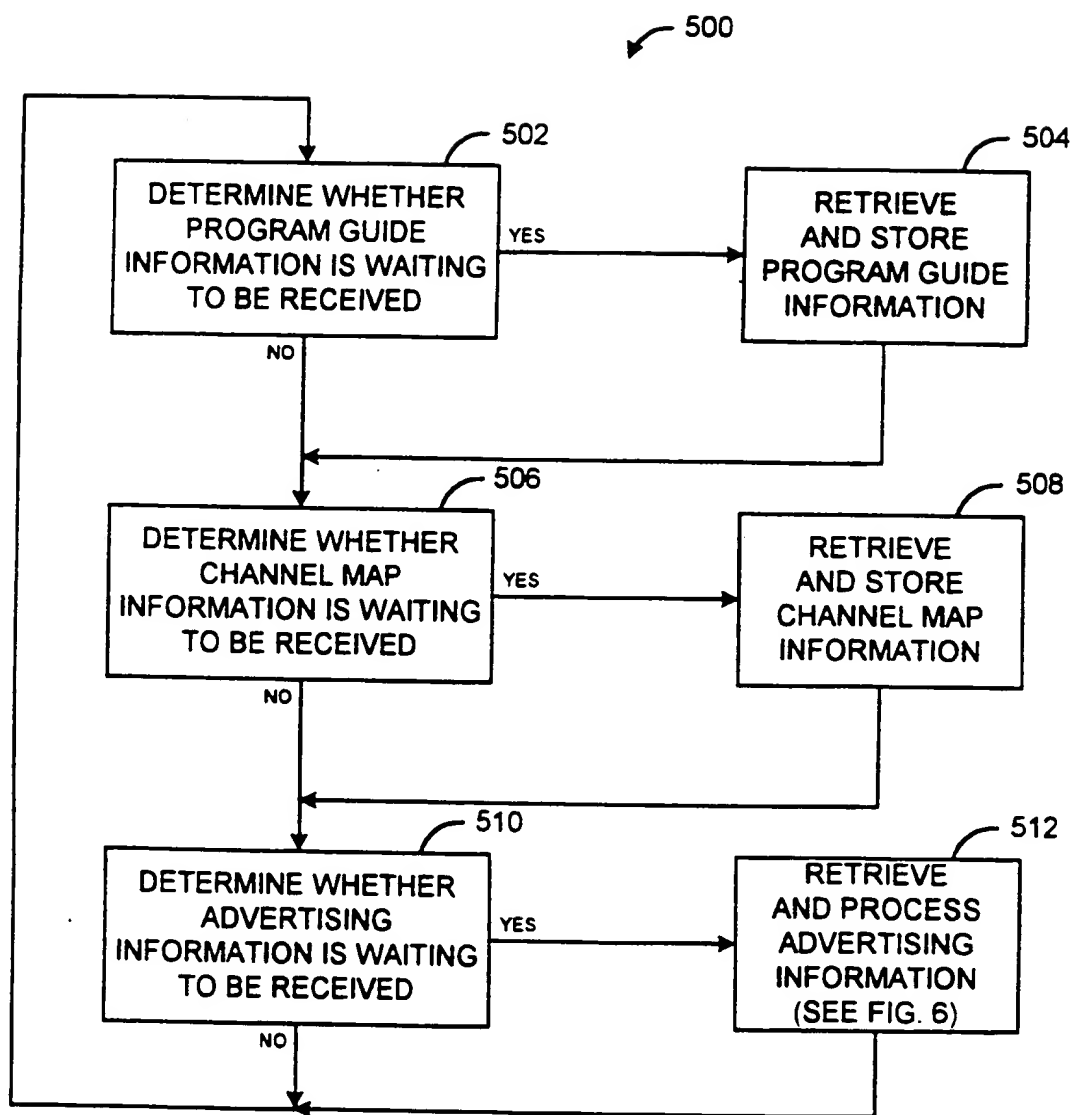 500
502
DETERMINE WHETHER
PROGRAM GUIDE
INFORMATION IS WAITING
TO BE RECEIVED
YES
NO
504
RETRIEVE
AND STORE
PROGRAM GUIDE
INFORMATION
506
DETERMINE WHETHER
CHANNEL MAP
INFORMATION IS WAITING
TO BE RECEIVED
YES
NO
508
RETRIEVE
AND STORE
CHANNEL MAP
INFORMATION
510
DETERMINE WHETHER
ADVERTISING
INFORMATION IS WAITING
TO BE RECEIVED
YES
NO
512
RETRIEVE
AND PROCESS
ADVERTISING
INFORMATION
(SEE FIG. 6)